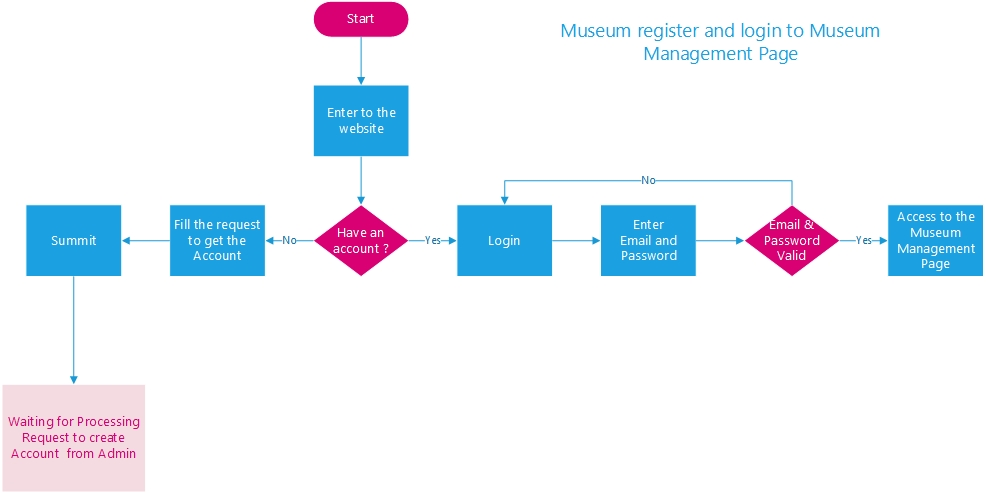 Start
Museum register and login to Museum
Management Page
Enter to the
website
No
Summit
Fill the request
to get the
Account
No
Have an
account ?
Yes
Login
Enter
Email and
Password
Email &
Password
Valid
Yes
Access to the
Museum
Management
Page
Waiting for Processing
Request to create
Account from Admin